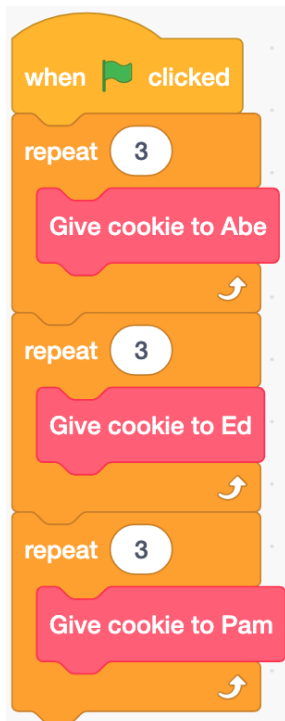 when clicked
repeat 3
Give cookie to Abe
repeat 3
Give cookie to Ed
repeat 3
Give cookie to Pam